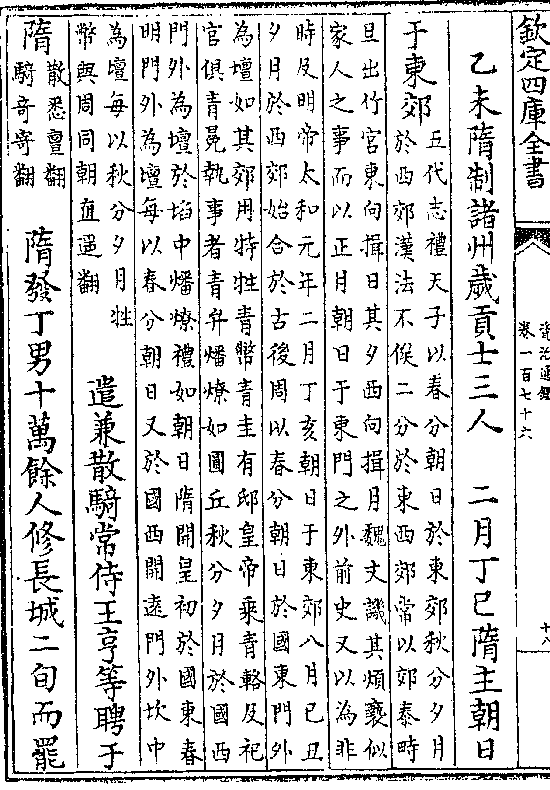 欽定四庫全書
資治通鑑
卷一百七十六
十八
乙未隋制諸州歲貢士三人 二月丁巳隋主朝日
于東郊
五代志禮天子以春分朝日於東郊秋分夕月
於西郊漢法不俟二分於東西郊常以郊泰畤
旦出竹宫東向揖日其夕西向揖月魏文譏其煩褻似
家人之事而以正月朝日于東門之外前史又以為非
時及明帝太和元年二月丁亥朝日于東郊八月己丑
夕月於西郊始合於古後周以春分朝日於國東門外
為壇如其郊用特牲青幣青圭有邸皇帝乘青輅及祀
官俱青冕執事者青弁燔燎如圓丘秋分夕月於國西
門外為壇於埳中燔燎禮如朝日隋開皇初於國東春
明門外為壇每以春分朝日又於國西開遠門外坎中
為壇每以秋分夕月牲
幣與周同朝直遥翻
遣兼散騎常侍王亨等聘于
隋
散悉亶翻
騎奇寄翻
隋發丁男十萬餘人修長城二旬而罷